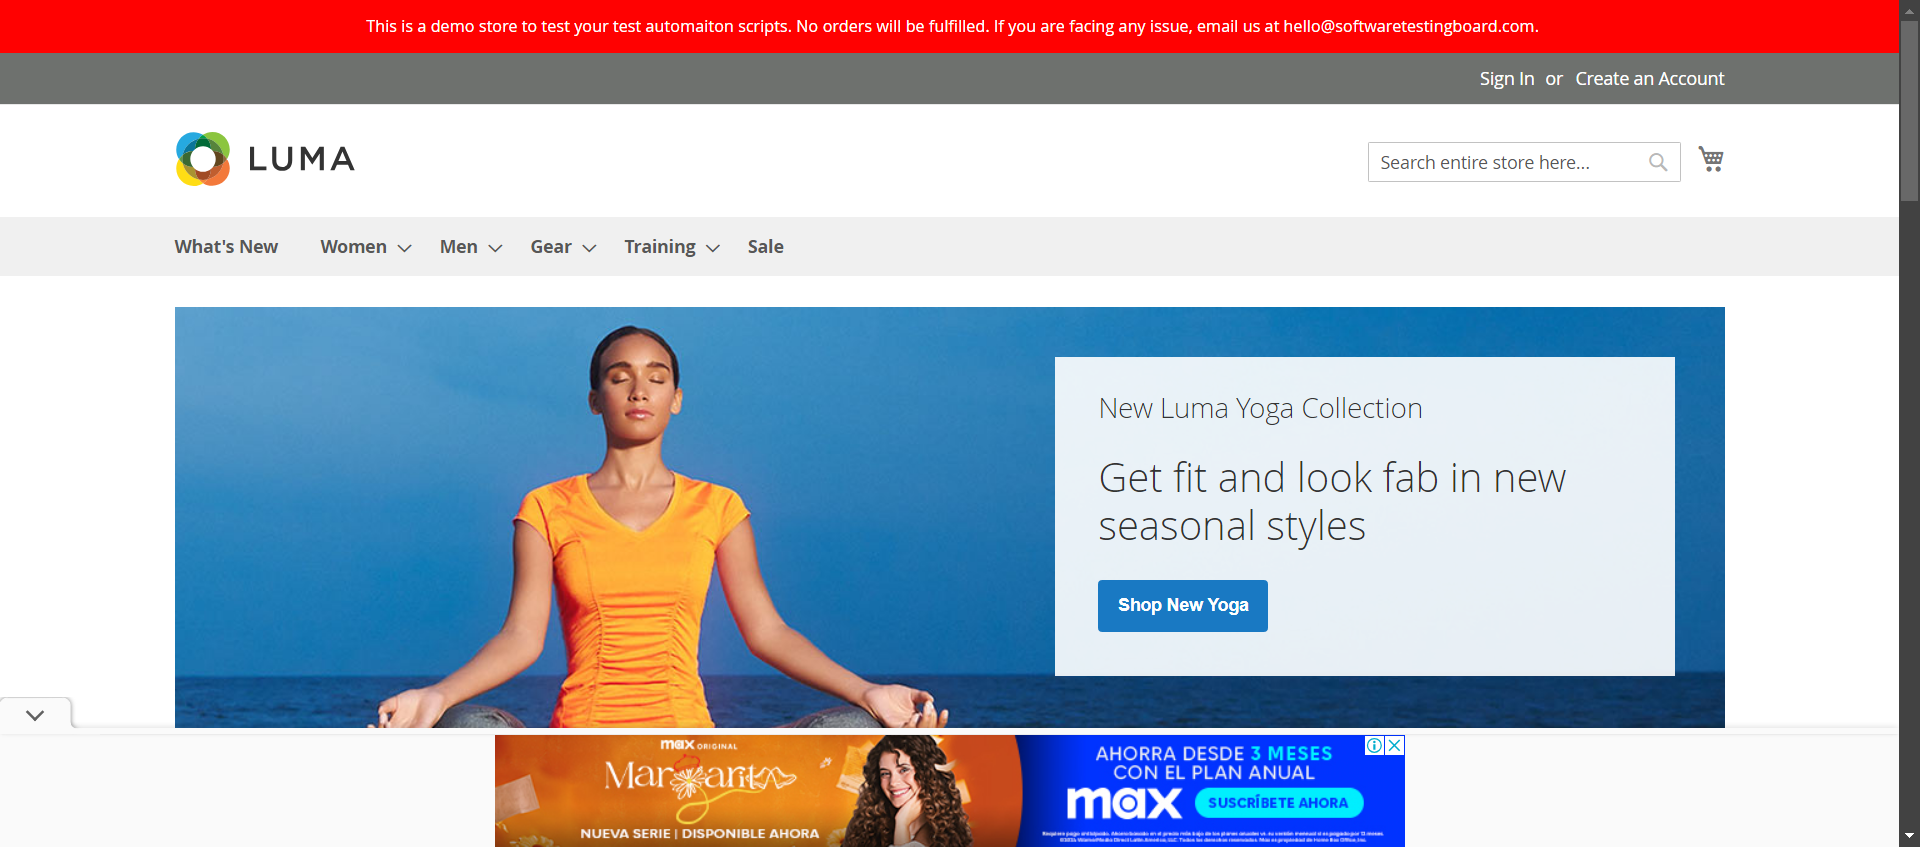 This is a demo store to test your test automaiton scripts. No orders will be fulfilled. If you are facing any issue, email us at hello@softwaretestingboard.com.
Sign In or Create an Account
LUMA
Search entire store here...
What's New Women Men Gear Training Sale
New Luma Yoga Collection
Get fit and look fab in new
seasonal styles
Shop New Yoga
max ORIGINAL
Margarita
NUEVA SERIE | DISPONIBLE AHORA
AHORRA DESDE 3 MESES
CON EL PLAN ANUAL
max SUSCRÍBETE AHORA